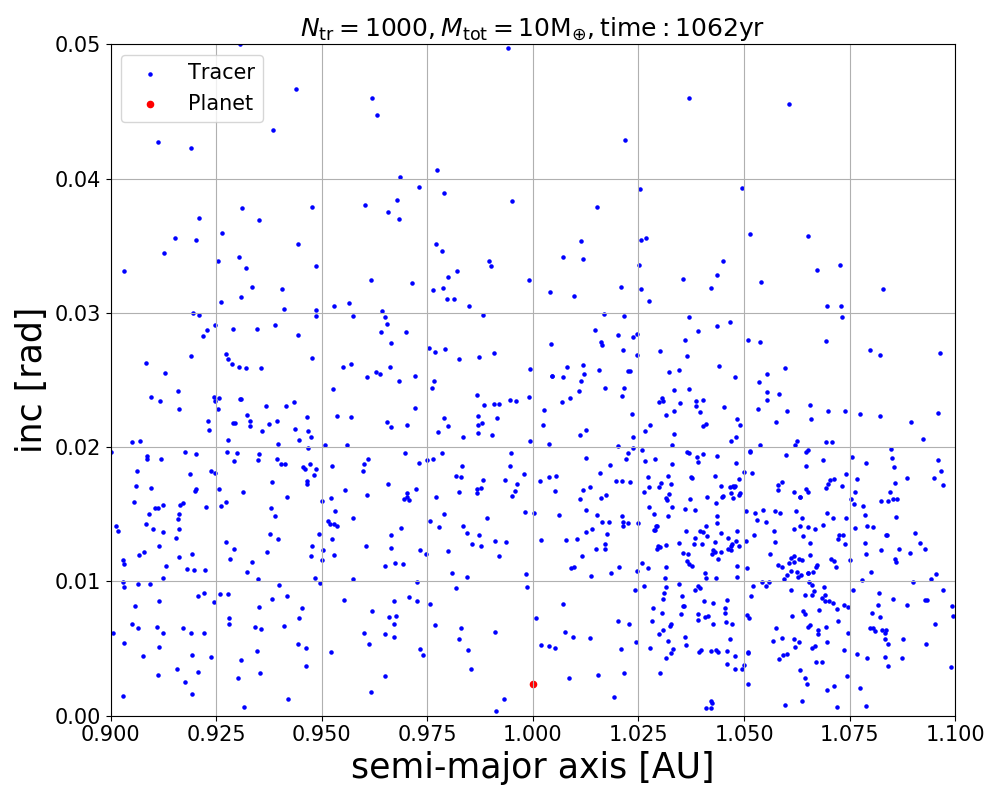 N_tr = 1000, M_tot = 10M_⊕, time : 1062yr
Tracer
Planet
inc [rad]
0.05
0.04
0.03
0.02
0.01
0.00
0.900 0.925 0.950 0.975 1.000 1.025 1.050 1.075 1.100
semi-major axis [AU]